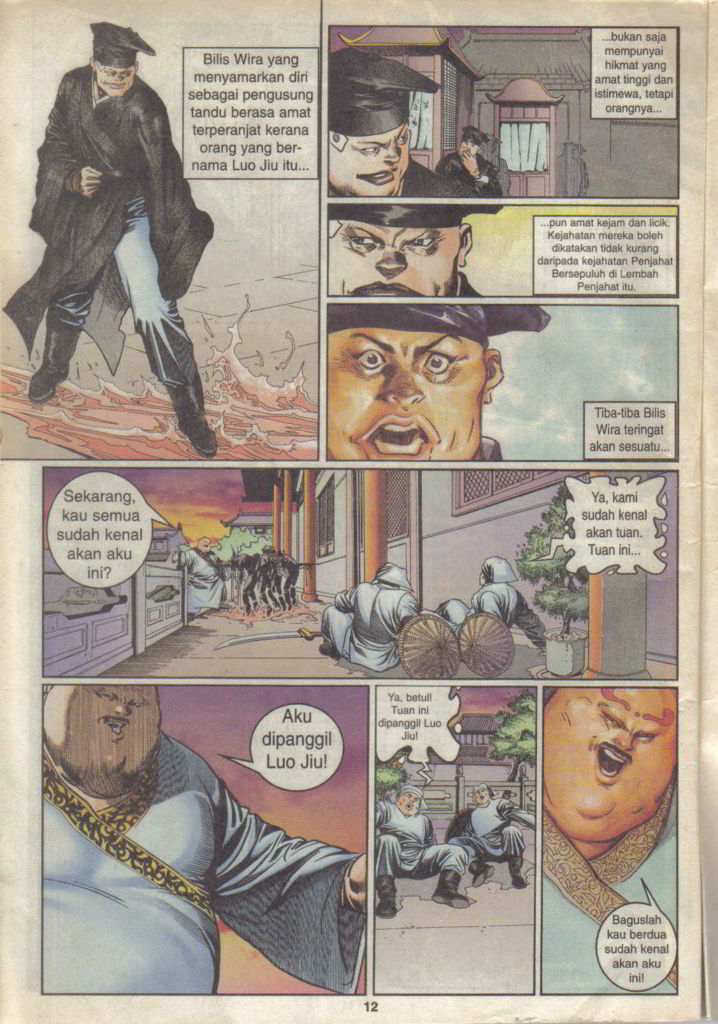 Bilis Wira yang
menyamarkan diri
sebagai pengusung
tandu berasa amat
terperanjat kerana
orang yang ber-
nama Luo Jiu itu...
...bukan saja
mempunyai
hikmat yang
amat tinggi dan
istimewa, tetapi
orangnya...
...pun amat kejam dan licik.
Kejahatan mereka boleh
dikatakan tidak kurang
daripada kejahatan Penjahat
Bersepuluh di Lembah
Penjahat itu.
Tiba-tiba Bilis
Wira teringat
akan sesuatu...
Sekarang,
kau semua
sudah kenal
akan aku
ini?
Ya, kami
sudah kenal
akan tuan.
Tuan ini...
Aku
dipanggil
Luo Jiu!
Ya, betul!
Tuan ini
dipanggil Luo
Jiu!
Baguslah
kau berdua
sudah kenal
akan aku
ini!
12